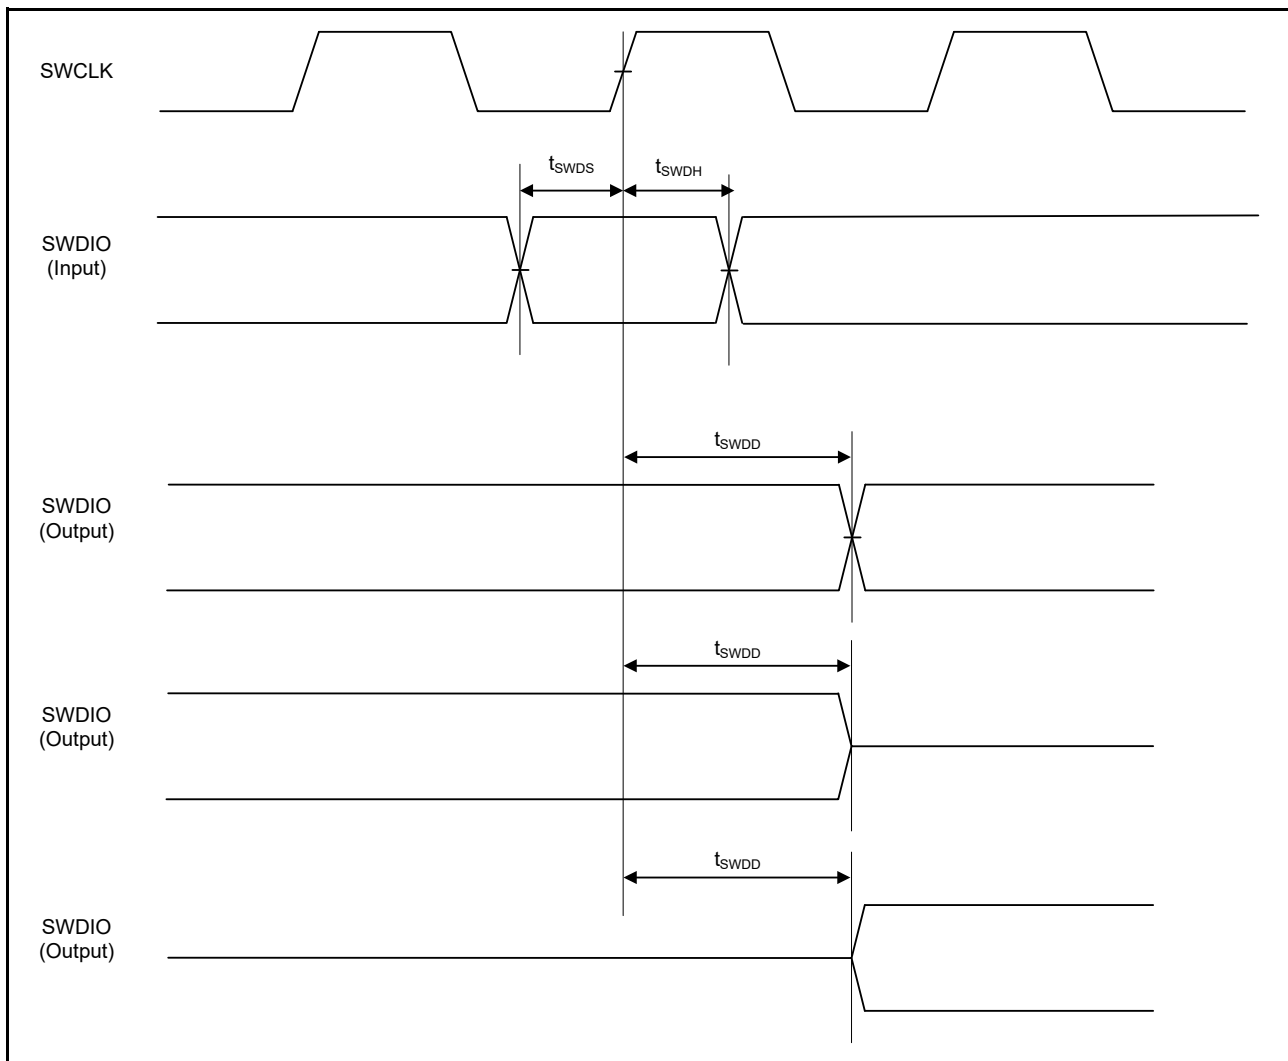 SWCLK
tSWDS
tSWDH
SWDIO
(Input)
tSWDD
SWDIO
(Output)
tSWDD
SWDIO
(Output)
tSWDD
SWDIO
(Output)